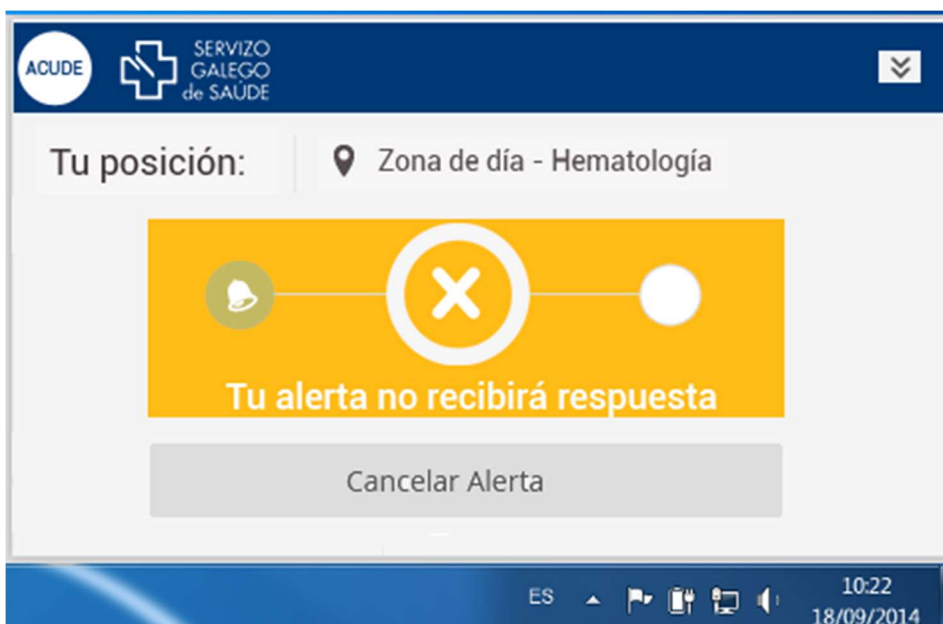 ACUDE
SERVIZO
GALEGO
de SAÚDE
Tu posición:
Zona de día - Hematología
Tu alerta no recibirá respuesta
Cancelar Alerta
ES
10:22
18/09/2014